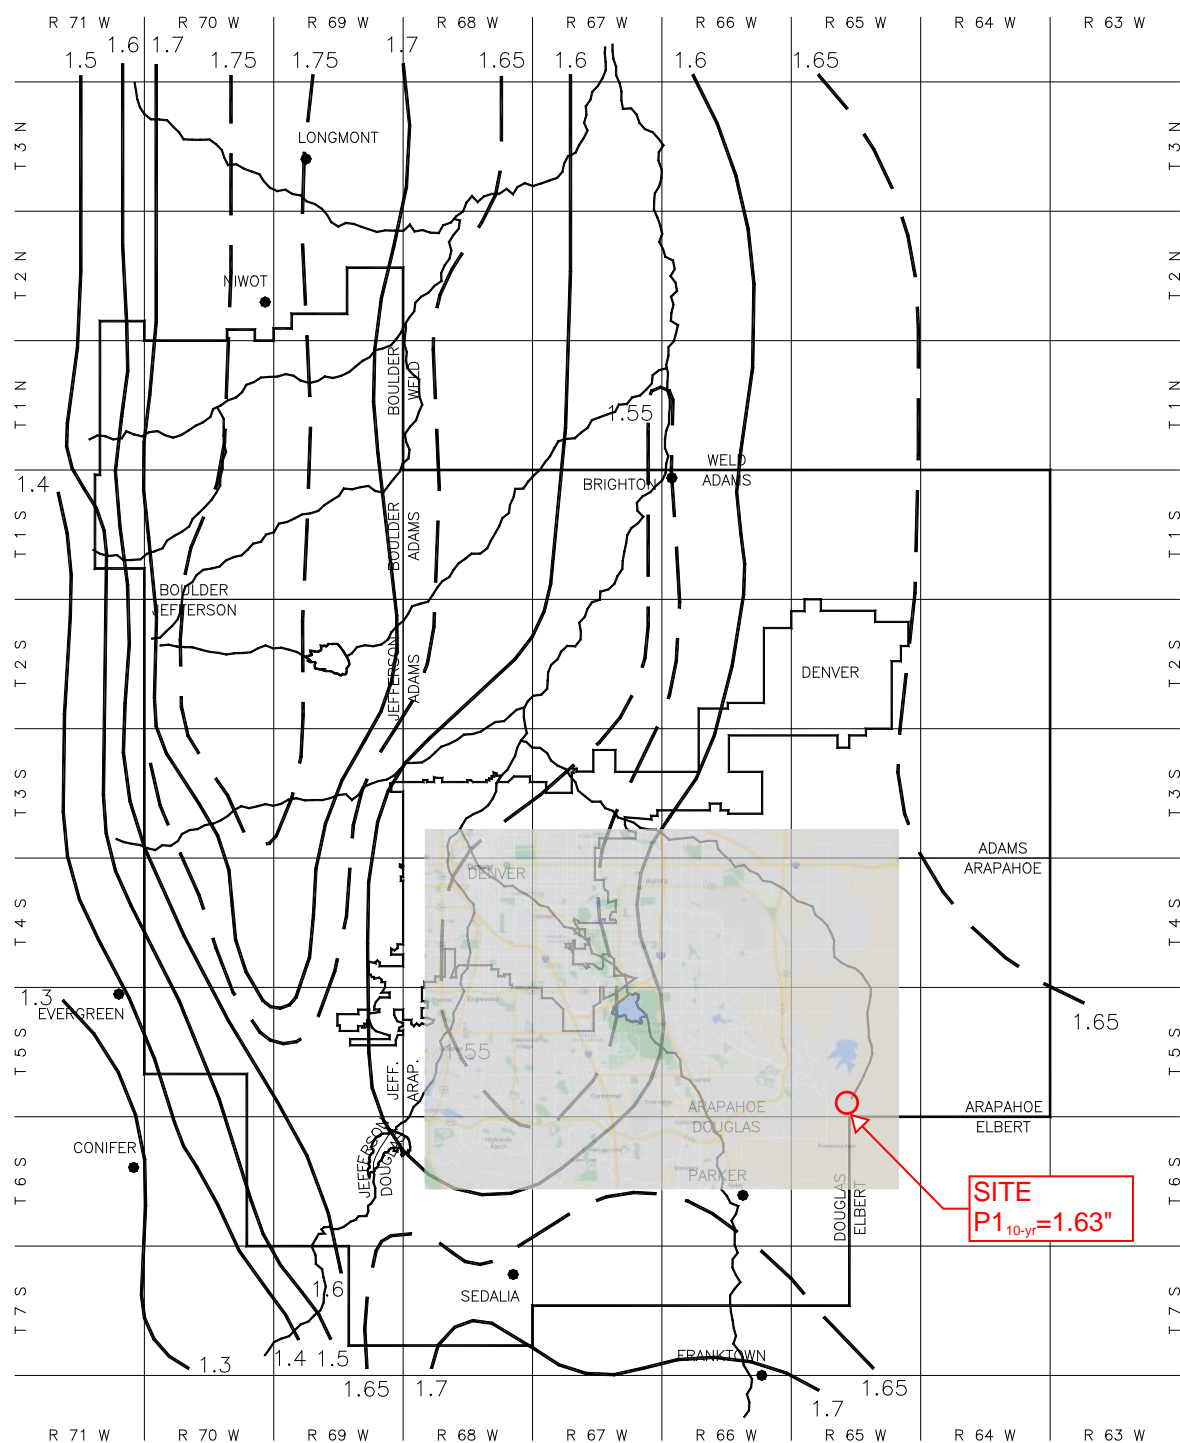 R 71 W
R 70 W
R 69 W
R 68 W
R 67 W
R 66 W
R 65 W
R 64 W
R 63 W
1.5
1.6
1.7
1.75
1.75
1.7
1.65
1.6
1.6
1.65
T 3 N
LONGMONT
T 3 N
T 2 N
NIWOT
T 2 N
T 1 N
BOULDER
WELD
1.55
T 1 N
1.4
BRIGHTON
WELD
ADAMS
T 1 S
BOULDER
ADAMS
T 1 S
BOULDER
JEFFERSON
T 2 S
JEFFERSON
ADAMS
DENVER
T 2 S
T 3 S
T 3 S
DENVER
Aurora
ADAMS
ARAPAHOE
T 4 S
T 4 S
1.3
EVERGREEN
Englewood
1.65
T 5 S
1.55
JEFF.
ARAP.
T 5 S
ARAPAHOE
DOUGLAS
ARAPAHOE
ELBERT
CONIFER
JEFFERSON
DOUGLAS
T 6 S
PARKER
DOUGLAS
ELBERT
SITE
P1 10-yr=1.63"
T 6 S
1.6
SEDALIA
T 7 S
T 7 S
1.3
1.4
1.5
1.65
1.7
FRANKTOWN
1.7
1.65
R 71 W
R 70 W
R 69 W
R 68 W
R 67 W
R 66 W
R 65 W
R 64 W
R 63 W